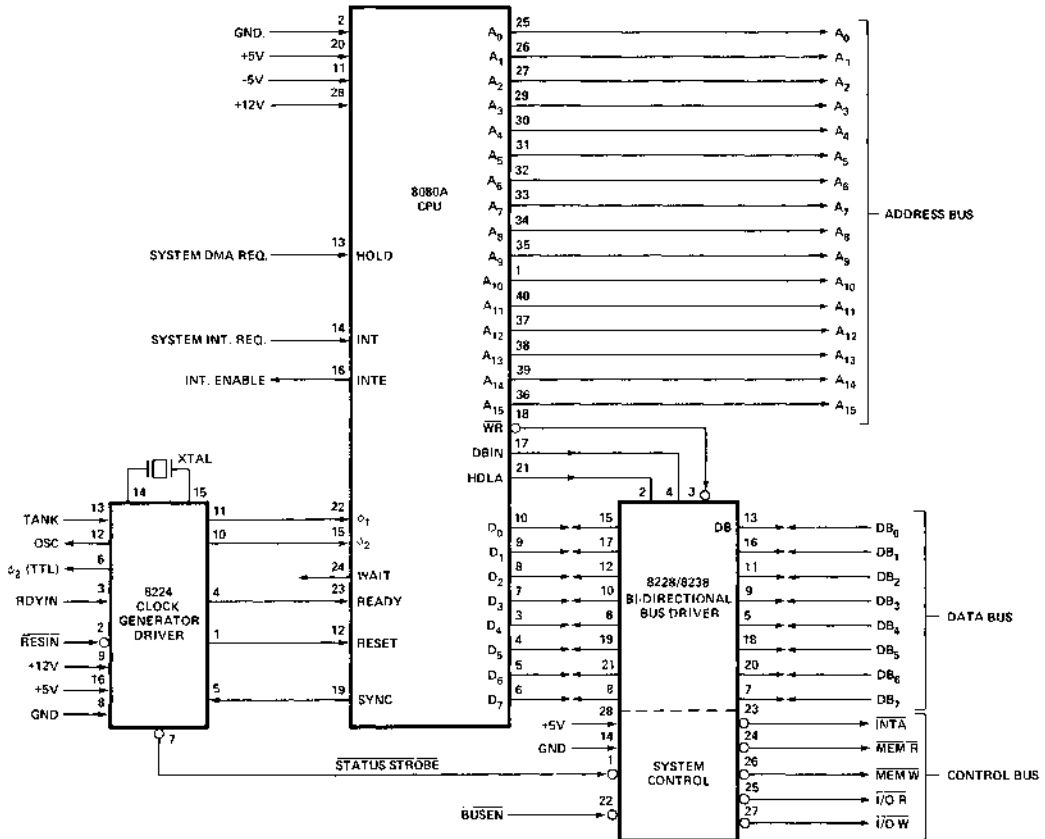 2
GND.
20
+5V
11
-5V
28
+12V
8080A
CPU
SYSTEM DMA REQ.
13
HOLD
SYSTEM INT. REQ.
14
INT
INT. ENABLE
16
INTE
A0 25 A0
A1 26 A1
A2 27 A2
A3 29 A3
A4 30 A4
A5 31 A5
A6 32 A6
A7 33 A7
A8 34 A8
A9 35 A9
A10 1 A10
A11 40 A11
A12 37 A12
A13 38 A13
A14 39 A14
A15 36 A15
ADDRESS BUS
WR 18
DBIN 17
HDLA 21
2 4 3
XTAL
14 15
TANK 13
OSC 12
ϕ2 (TTL) 6
RDYIN 3
RESIN 2
+12V 9
+5V 16
GND 8
8224
CLOCK
GENERATOR
DRIVER
11 22 ϕ1
10 15 ϕ2
24 WAIT
4 23 READY
1 12 RESET
5 19 SYNC
7
STATUS STROBE
1
BUSEN 22
D0 10 15
D1 9 17
D2 8 12
D3 7 10
D4 3 6
D5 4 19
D6 5 21
D7 6 8
+5V 28
GND 14
DB
8228/8238
BI-DIRECTIONAL
BUS DRIVER
SYSTEM
CONTROL
13 DB0
16 DB1
11 DB2
9 DB3
5 DB4
18 DB5
20 DB6
7 DB7
DATA BUS
23 INTA
24 MEM R
26 MEM W
25 I/O R
27 I/O W
CONTROL BUS